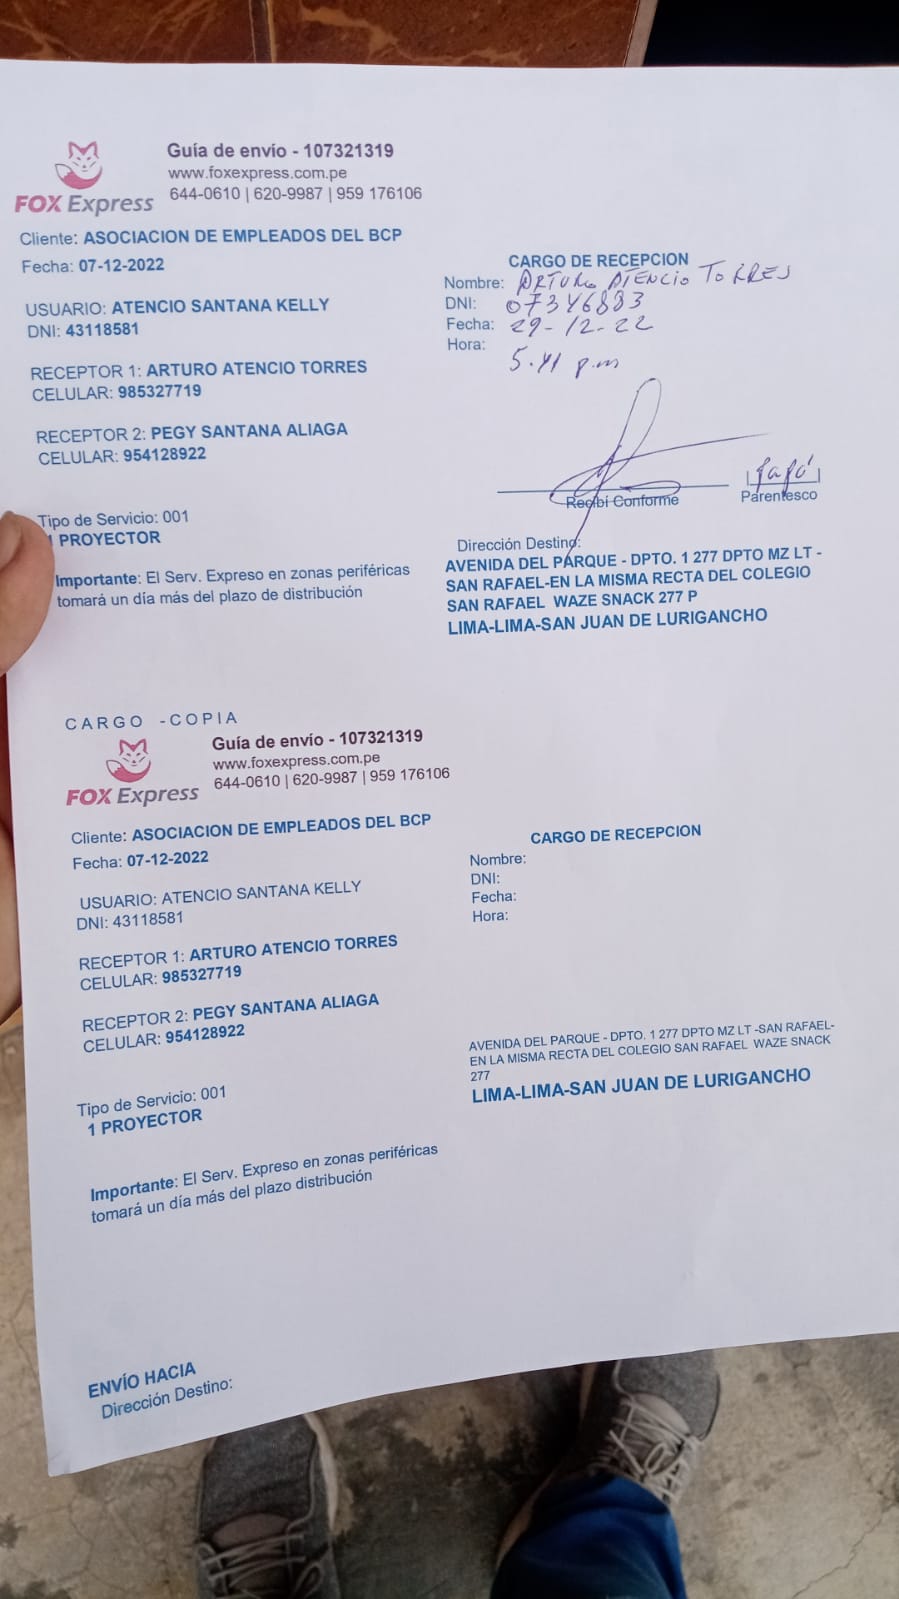 Guía de envío - 107321319
www.foxexpress.com.pe
644-0610 | 620-9987 | 959 176106
FOX Express
Cliente: ASOCIACION DE EMPLEADOS DEL BCP
Fecha: 07-12-2022
USUARIO: ATENCIO SANTANA KELLY
DNI: 43118581
RECEPTOR 1: ARTURO ATENCIO TORRES
CELULAR: 985327719
RECEPTOR 2: PEGY SANTANA ALIAGA
CELULAR: 954128922
Tipo de Servicio: 001
1 PROYECTOR
Importante: El Serv. Expreso en zonas periféricas
tomará un día más del plazo de distribución
CARGO DE RECEPCION
Nombre: ARTURO ATENCIO TORRES
DNI: 07346883
Fecha: 29-12-22
Hora: 5.41 p.m
Recibí Conforme
Papá
Parentesco
Dirección Destino:
AVENIDA DEL PARQUE - DPTO. 1 277 DPTO MZ LT -
SAN RAFAEL-EN LA MISMA RECTA DEL COLEGIO
SAN RAFAEL WAZE SNACK 277 P
LIMA-LIMA-SAN JUAN DE LURIGANCHO
CARGO -COPIA
Guía de envío - 107321319
www.foxexpress.com.pe
644-0610 | 620-9987 | 959 176106
FOX Express
Cliente: ASOCIACION DE EMPLEADOS DEL BCP
Fecha: 07-12-2022
USUARIO: ATENCIO SANTANA KELLY
DNI: 43118581
RECEPTOR 1: ARTURO ATENCIO TORRES
CELULAR: 985327719
RECEPTOR 2: PEGY SANTANA ALIAGA
CELULAR: 954128922
Tipo de Servicio: 001
1 PROYECTOR
Importante: El Serv. Expreso en zonas periféricas
tomará un día más del plazo distribución
CARGO DE RECEPCION
Nombre:
DNI:
Fecha:
Hora:
AVENIDA DEL PARQUE - DPTO. 1 277 DPTO MZ LT -SAN RAFAEL-
EN LA MISMA RECTA DEL COLEGIO SAN RAFAEL WAZE SNACK
277
LIMA-LIMA-SAN JUAN DE LURIGANCHO
ENVÍO HACIA
Dirección Destino: